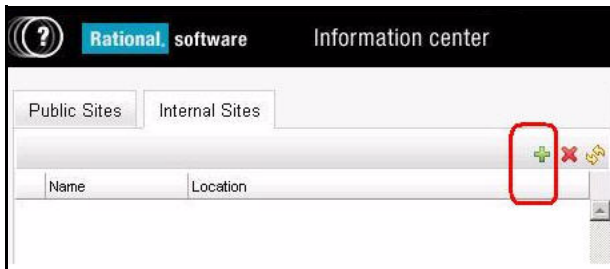 Rational. software Information center
Public Sites Internal Sites
Name Location